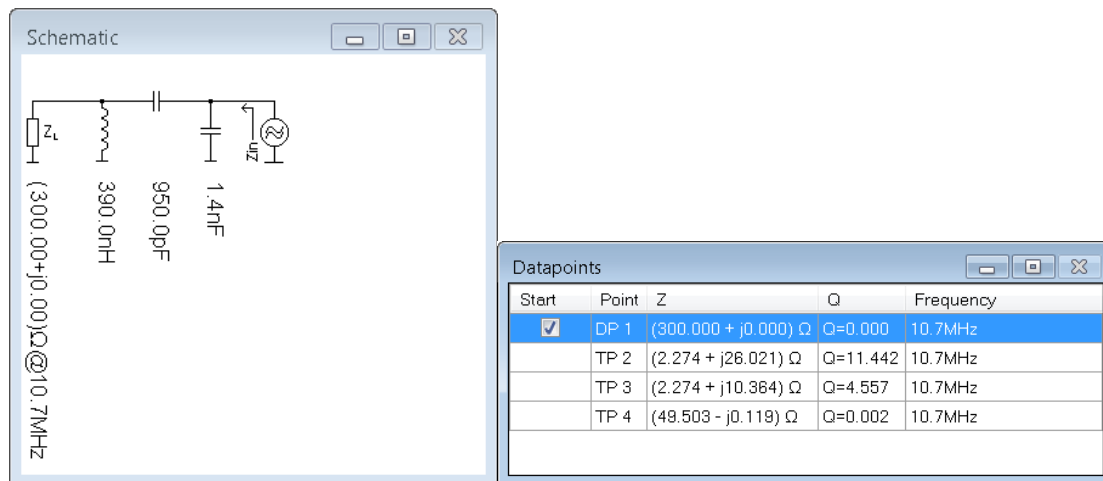 Schematic
Z_L
Zin
(300.00+j0.00)Ω@10.7MHz
390.0nH
950.0pF
1.4nF
Datapoints
Start Point Z Q Frequency
DP 1 (300.000 + j0.000) Ω Q=0.000 10.7MHz
TP 2 (2.274 + j26.021) Ω Q=11.442 10.7MHz
TP 3 (2.274 + j10.364) Ω Q=4.557 10.7MHz
TP 4 (49.503 - j0.119) Ω Q=0.002 10.7MHz